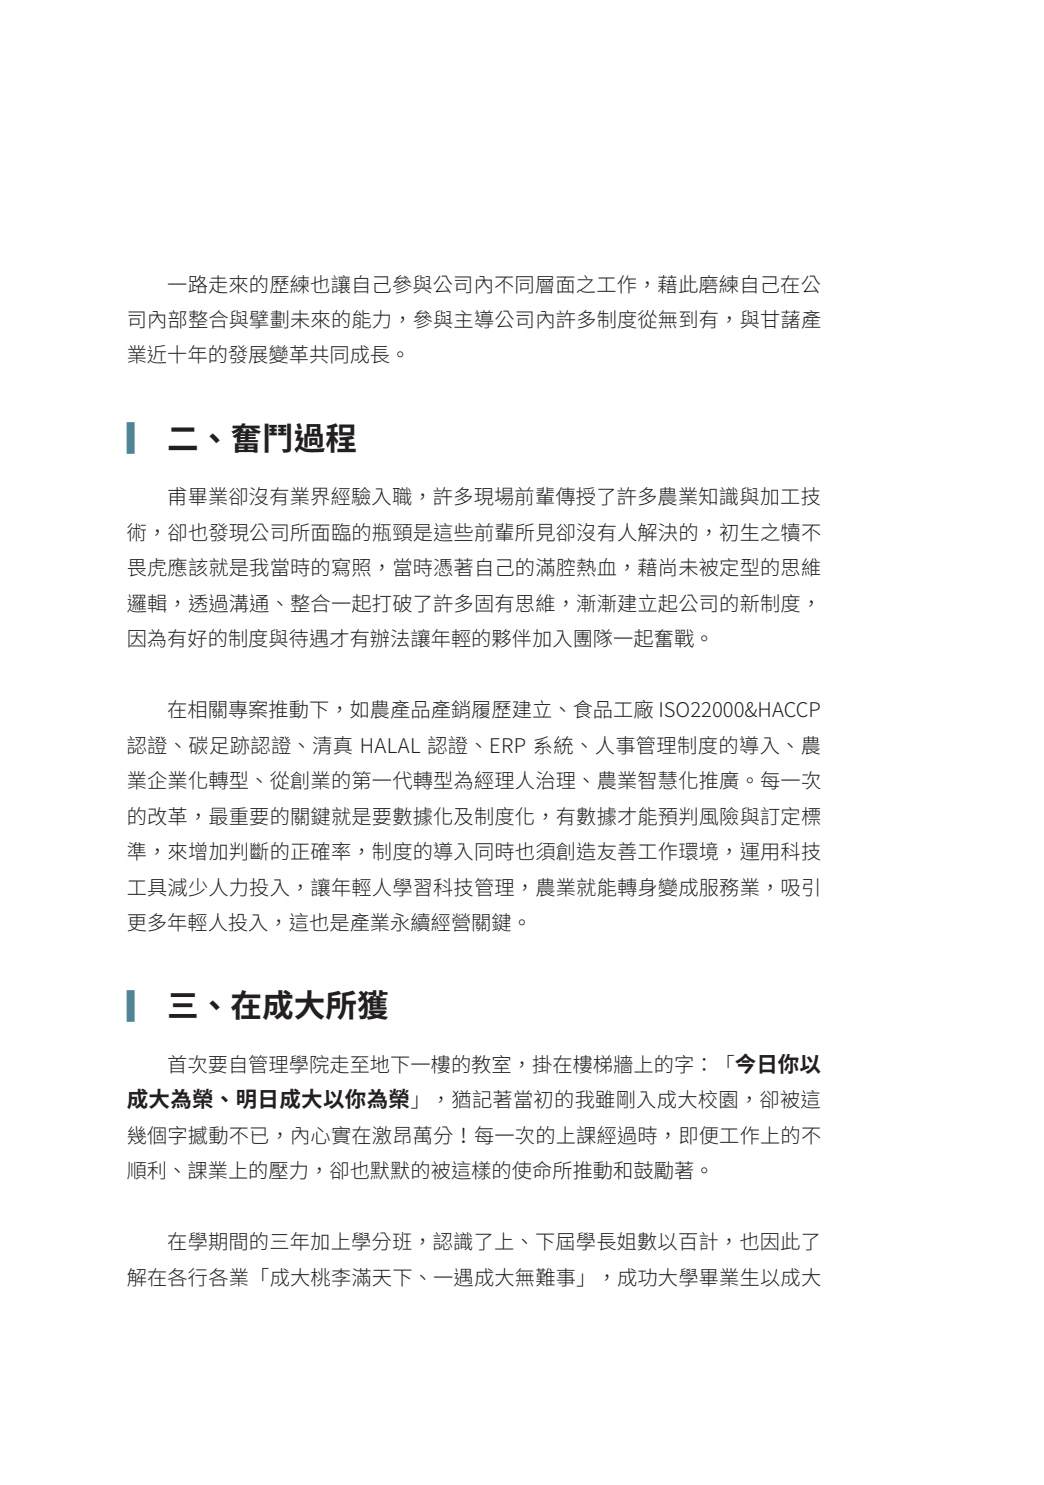 一路走來的歷練也讓自己參與公司內不同層面之工作，藉此磨練自己在公
司內部整合與擘劃未來的能力，參與主導公司內許多制度從無到有，與甘藷產
業近十年的發展變革共同成長。
二、奮鬥過程
甫畢業卻沒有業界經驗入職，許多現場前輩傳授了許多農業知識與加工技
術，卻也發現公司所面臨的瓶頸是這些前輩所見卻沒有人解決的，初生之犢不
畏虎應該就是我當時的寫照，當時憑著自己的滿腔熱血，藉尚未被定型的思維
邏輯，透過溝通、整合一起打破了許多固有思維，漸漸建立起公司的新制度，
因為有好的制度與待遇才有辦法讓年輕的夥伴加入團隊一起奮戰。
在相關專案推動下，如農產品產銷履歷建立、食品工廠 ISO22000&HACCP
認證、碳足跡認證、清真 HALAL 認證、ERP 系統、人事管理制度的導入、農
業企業化轉型、從創業的第一代轉型為經理人治理、農業智慧化推廣。每一次
的改革，最重要的關鍵就是要數據化及制度化，有數據才能預判風險與訂定標
準，來增加判斷的正確率，制度的導入同時也須創造友善工作環境，運用科技
工具減少人力投入，讓年輕人學習科技管理，農業就能轉身變成服務業，吸引
更多年輕人投入，這也是產業永續經營關鍵。
三、在成大所獲
首次要自管理學院走至地下一樓的教室，掛在樓梯牆上的字：「今日你以
成大為榮、明日成大以你為榮」，猶記著當初的我雖剛入成大校園，卻被這
幾個字撼動不已，內心實在激昂萬分！每一次的上課經過時，即便工作上的不
順利、課業上的壓力，卻也默默的被這樣的使命所推動和鼓勵著。
在學期間的三年加上學分班，認識了上、下屆學長姐數以百計，也因此了
解在各行各業「成大桃李滿天下、一遇成大無難事」，成功大學畢業生以成大